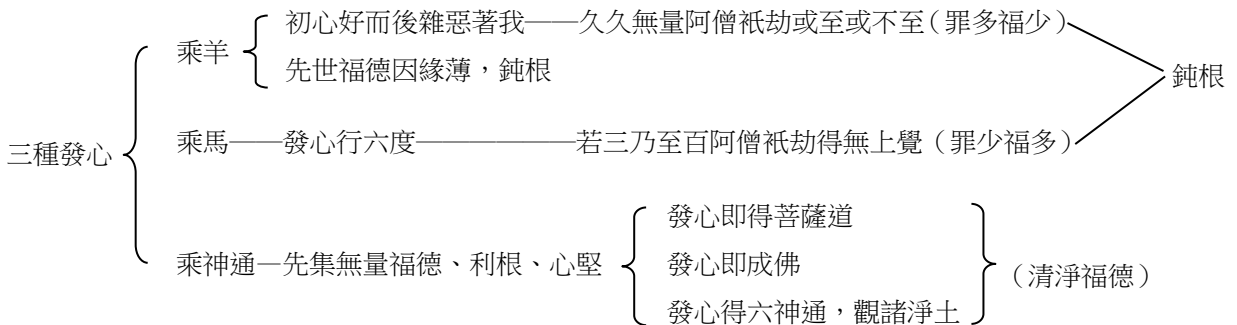 初心好而後雜惡著我——久久無量阿僧祇劫或至或不至（罪多福少）
乘羊
先世福德因緣薄，鈍根
鈍根
乘馬——發心行六度——————若三乃至百阿僧祇劫得無上覺（罪少福多）
三種發心
發心即得菩薩道
乘神通—先集無量福德、利根、心堅
發心即成佛
（清淨福德）
發心得六神通，觀諸淨土